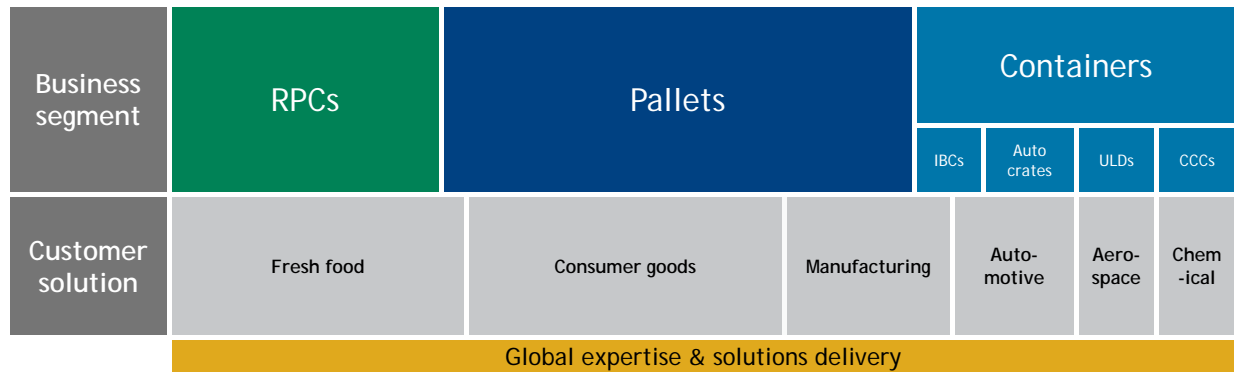 Business
segment
RPCs
Pallets
Containers
IBCs
Auto
crates
ULDs
CCCs
Customer
solution
Fresh food
Consumer goods
Manufacturing
Auto-
motive
Aero-
space
Chem
-ical
Global expertise & solutions delivery